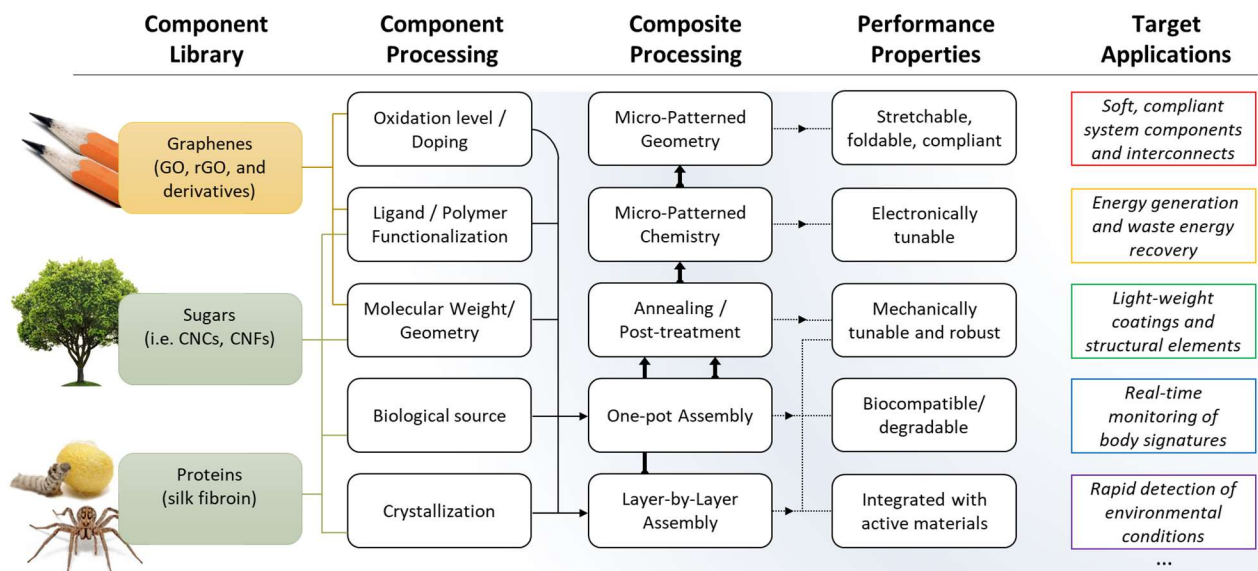 Component
Library
Component
Processing
Composite
Processing
Performance
Properties
Target
Applications
Graphenes
(GO, rGO, and
derivatives)
Sugars
(i.e. CNCs, CNFs)
Proteins
(silk fibroin)
Oxidation level /
Doping
Ligand / Polymer
Functionalization
Molecular Weight/
Geometry
Biological source
Crystallization
Micro-Patterned
Geometry
Micro-Patterned
Chemistry
Annealing /
Post-treatment
One-pot Assembly
Layer-by-Layer
Assembly
Stretchable,
foldable, compliant
Electronically
tunable
Mechanically
tunable and robust
Biocompatible/
degradable
Integrated with
active materials
Soft, compliant
system components
and interconnects
Energy generation
and waste energy
recovery
Light-weight
coatings and
structural elements
Real-time
monitoring of
body signatures
Rapid detection of
environmental
conditions
...